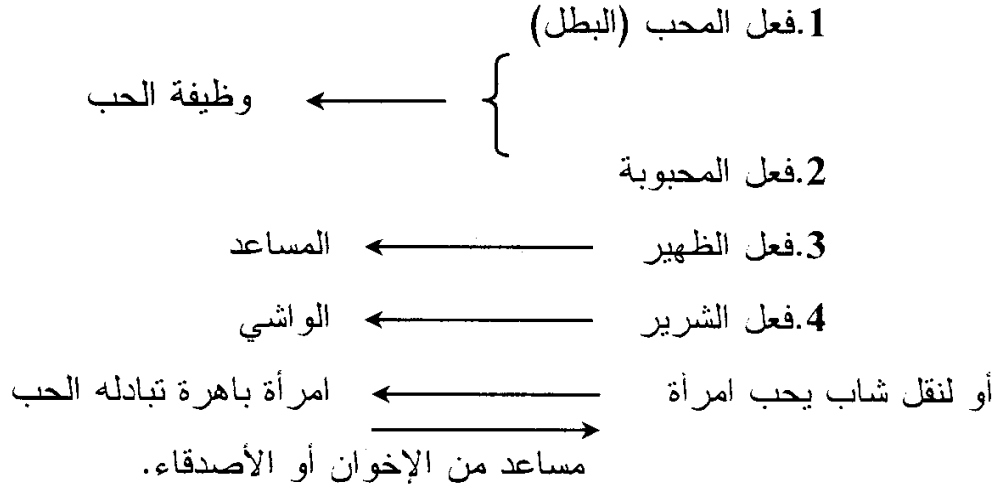 1.فعل المحب (البطل)
وظيفة الحب
2.فعل المحبوبة
3.فعل الظهير المساعد
4.فعل الشرير الواشي
أو لنقل شاب يحب امرأة امرأة باهرة تبادله الحب
مساعد من الإخوان أو الأصدقاء.